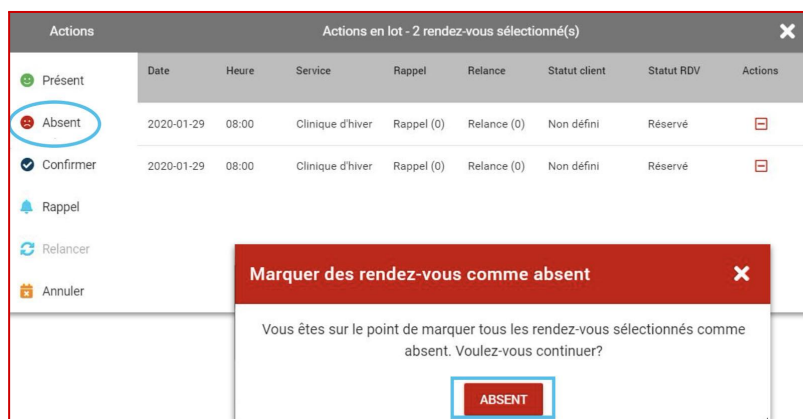 Actions
Actions en lot - 2 rendez-vous sélectionné(s)
Présent
Absent
Confirmer
Rappel
Relancer
Annuler
Date Heure Service Rappel Relance Statut client Statut RDV Actions
2020-01-29 08:00 Clinique d'hiver Rappel (0) Relance (0) Non défini Réservé
2020-01-29 08:00 Clinique d'hiver Rappel (0) Relance (0) Non défini Réservé
Marquer des rendez-vous comme absent
Vous êtes sur le point de marquer tous les rendez-vous sélectionnés comme
absent. Voulez-vous continuer?
ABSENT